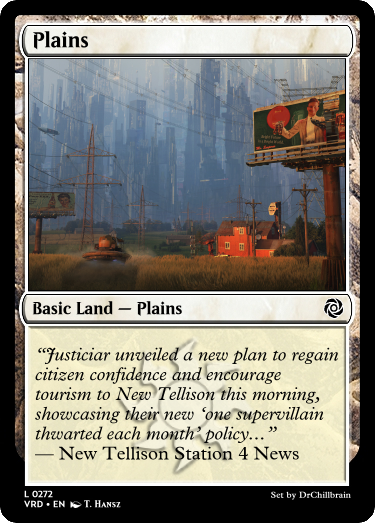 Plains
Basic Land — Plains
“Justiciar unveiled a new plan to regain
citizen confidence and encourage
tourism to New Tellison this morning,
showcasing their new ‘one supervillain
thwarted each month’ policy…”
— New Tellison Station 4 News
L 0272
VRD • EN T. Hansz
Set by DrChillbrain